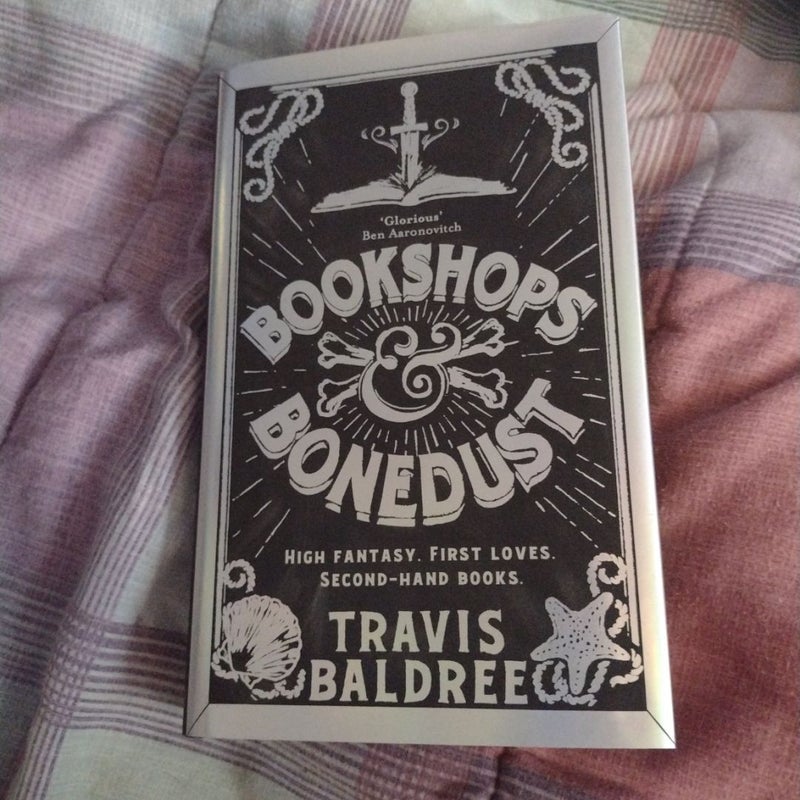 'Glorious'
Ben Aaronovitch
BOOKSHOPS
&
BONEDUST
HIGH FANTASY. FIRST LOVES.
SECOND-HAND BOOKS.
TRAVIS
BALDREE